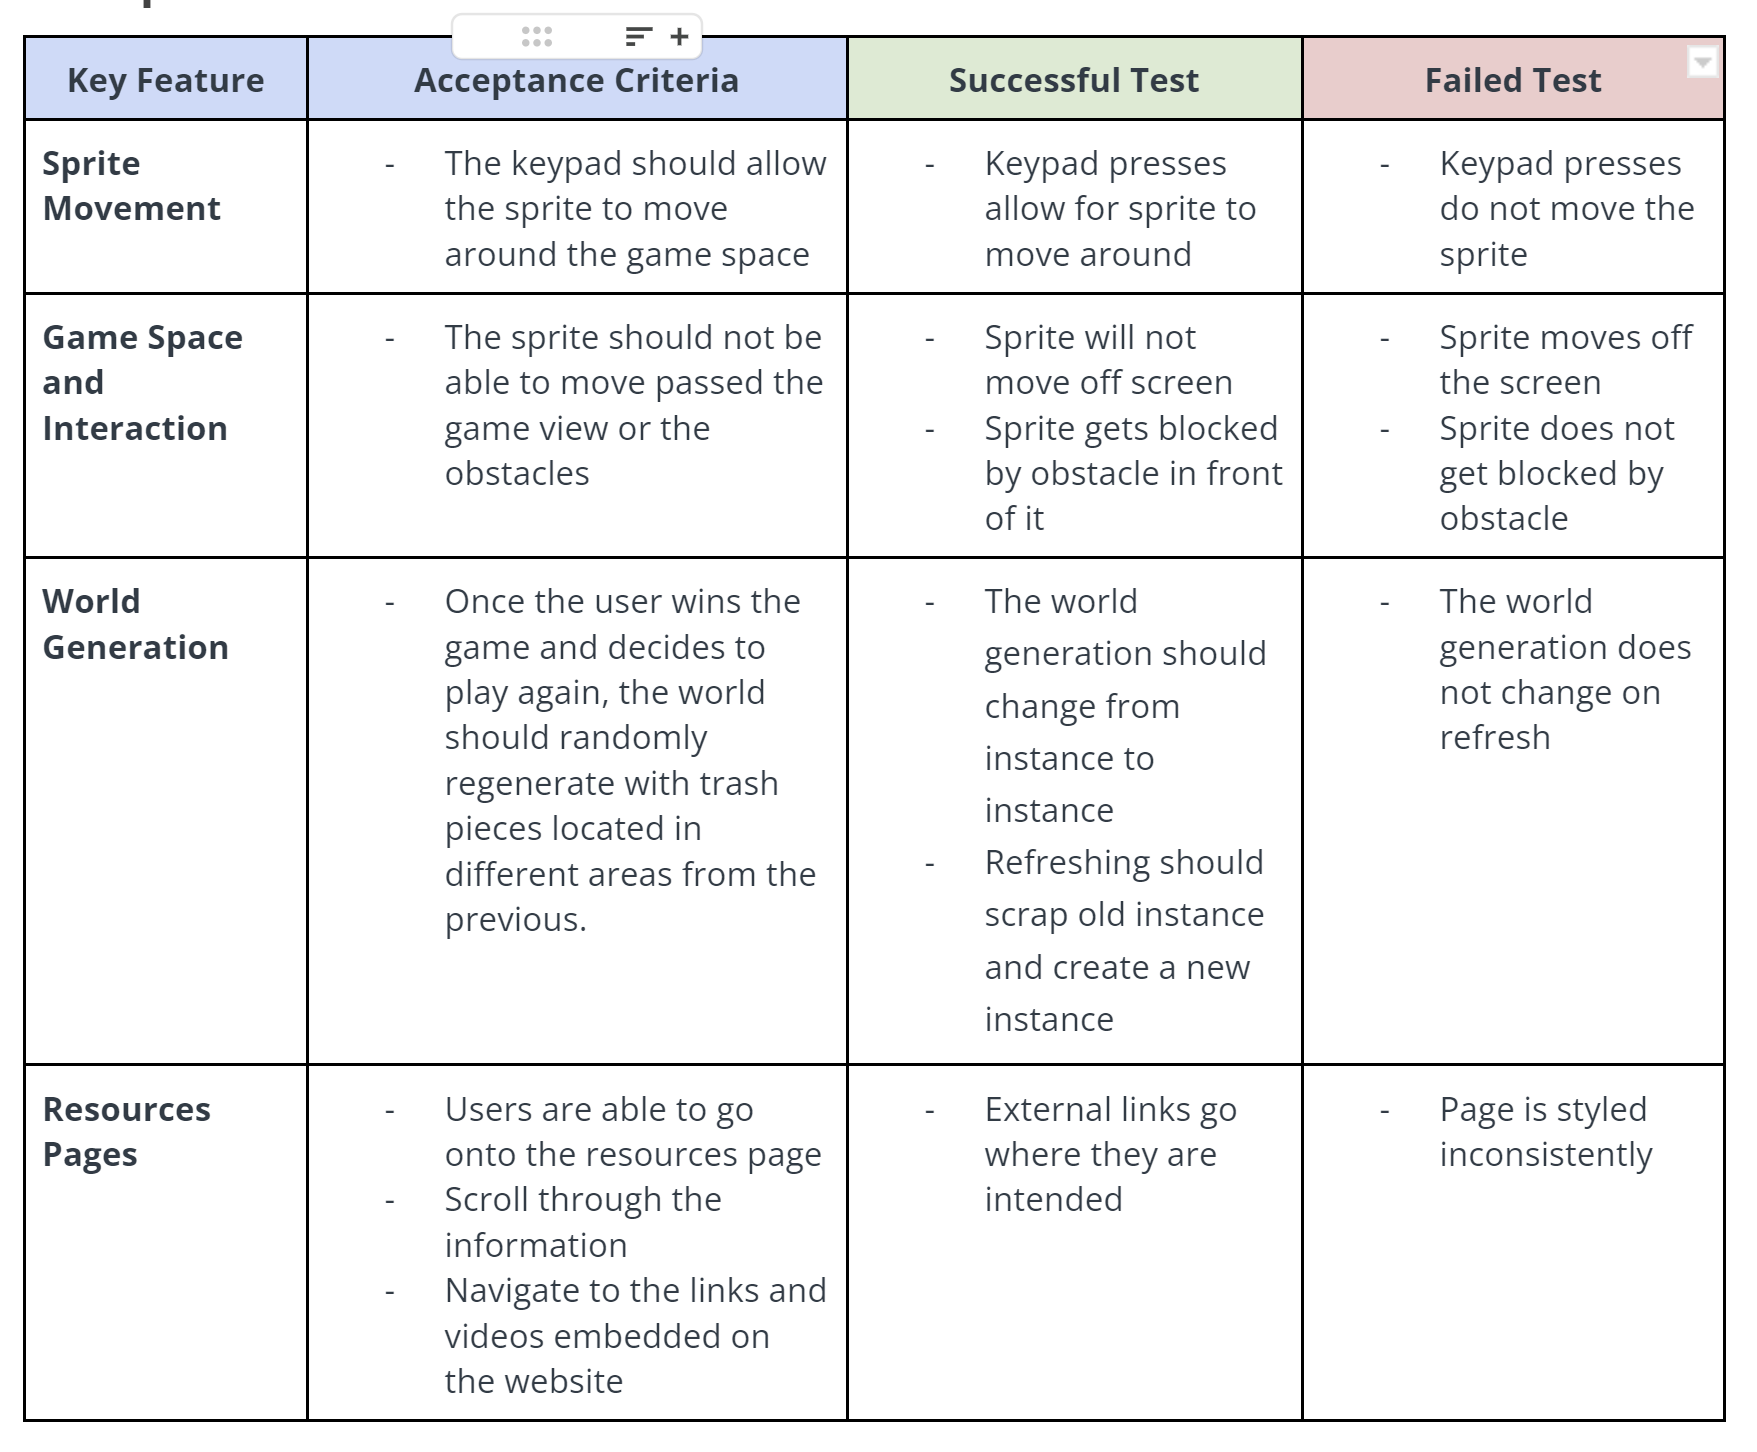 Key Feature
Acceptance Criteria
Successful Test
Failed Test
Sprite
Movement
- The keypad should allow
the sprite to move
around the game space
- Keypad presses
allow for sprite to
move around
- Keypad presses
do not move the
sprite
Game Space
and
Interaction
- The sprite should not be
able to move passed the
game view or the
obstacles
- Sprite will not
move off screen
- Sprite gets blocked
by obstacle in front
of it
- Sprite moves off
the screen
- Sprite does not
get blocked by
obstacle
World
Generation
- Once the user wins the
game and decides to
play again, the world
should randomly
regenerate with trash
pieces located in
different areas from the
previous.
- The world
generation should
change from
instance to
instance
- Refreshing should
scrap old instance
and create a new
instance
- The world
generation does
not change on
refresh
Resources
Pages
- Users are able to go
onto the resources page
- Scroll through the
information
- Navigate to the links and
videos embedded on
the website
- External links go
where they are
intended
- Page is styled
inconsistently